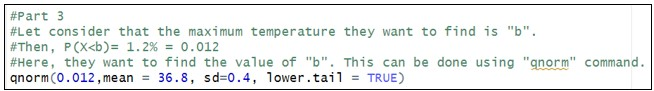 #Part 3
#Let consider that the maximum temperature they want to find is "b".
#Then, P(X<b)= 1.2% = 0.012
#Here, they want to find the value of "b". This can be done using "qnorm" command.
qnorm(0.012,mean = 36.8, sd=0.4, lower.tail = TRUE)